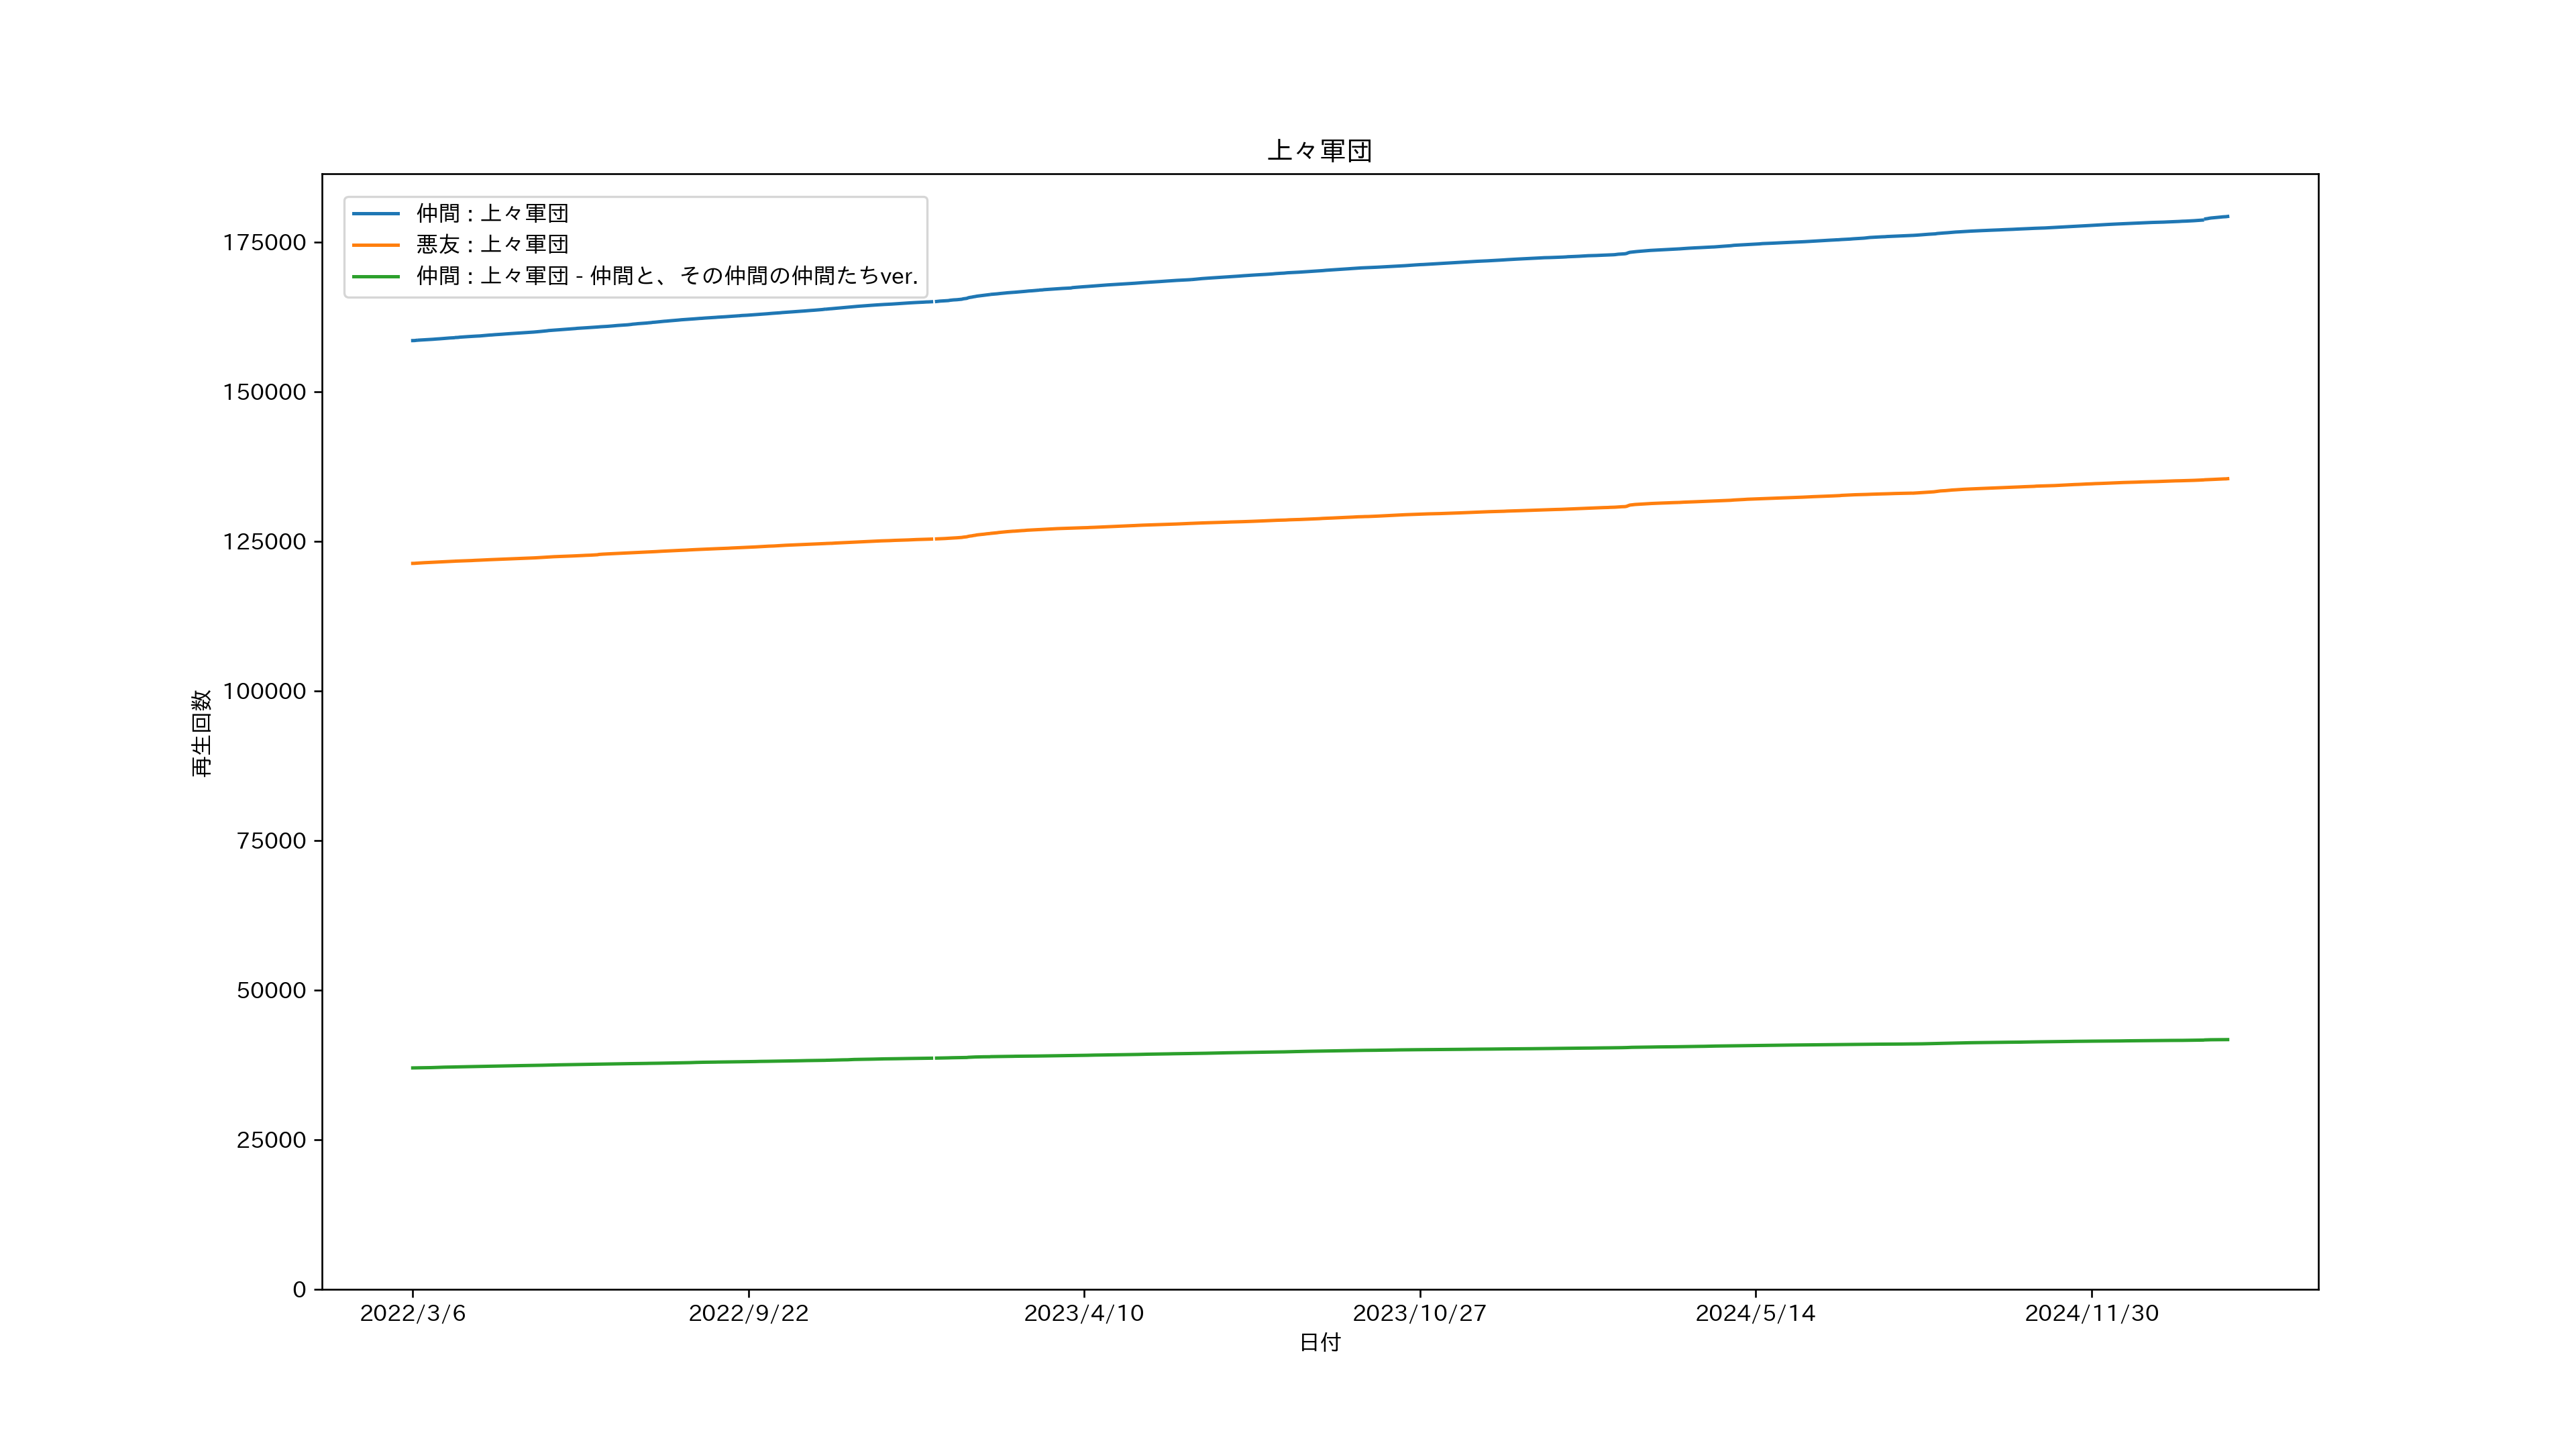 上々軍団
仲間 : 上々軍団
悪友 : 上々軍団
仲間 : 上々軍団 - 仲間と、その仲間の仲間たちver.
175000
150000
125000
100000
75000
50000
25000
0
再生回数
2022/3/6
2022/9/22
2023/4/10
2023/10/27
2024/5/14
2024/11/30
日付